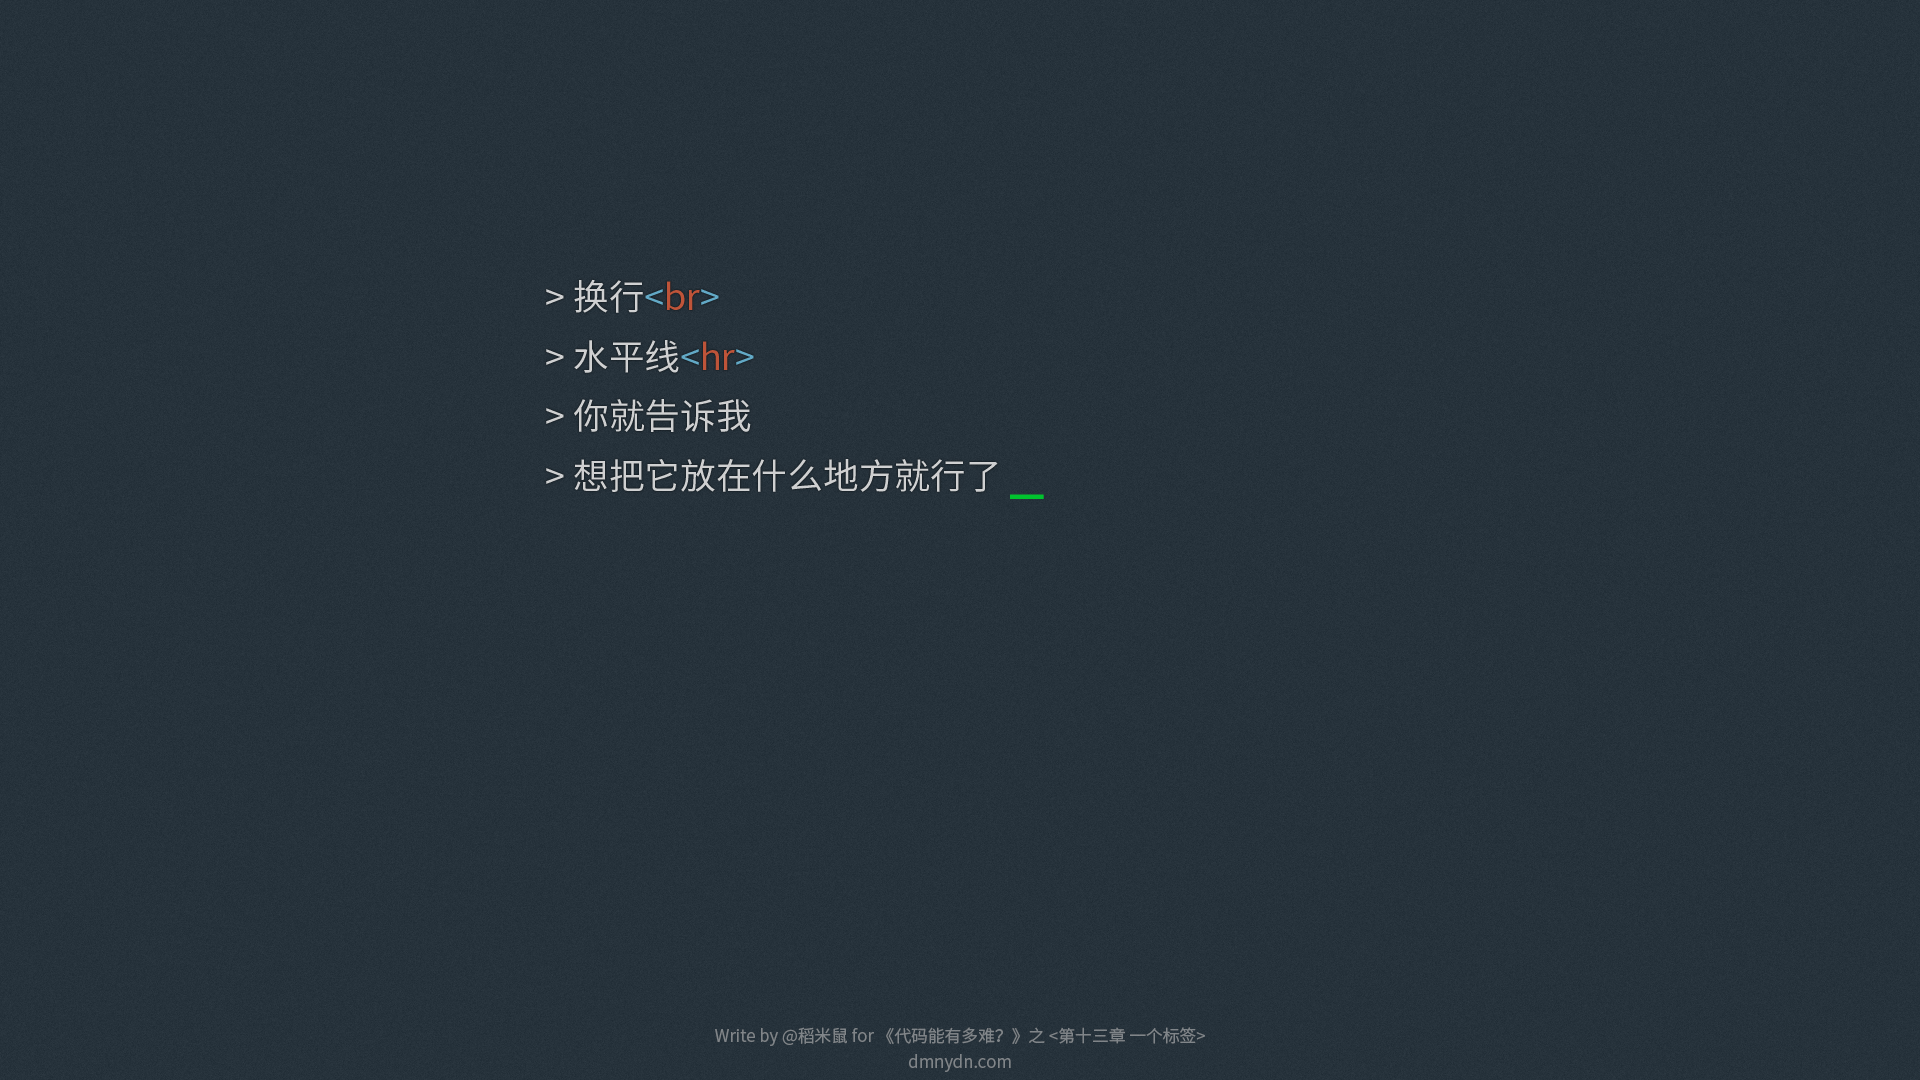 > 换行<br>
> 水平线<hr>
> 你就告诉我
> 想把它放在什么地方就行了 _
Write by @稻米鼠 for 《代码能有多难？》之 <第十三章 一个标签>
dmnydn.com